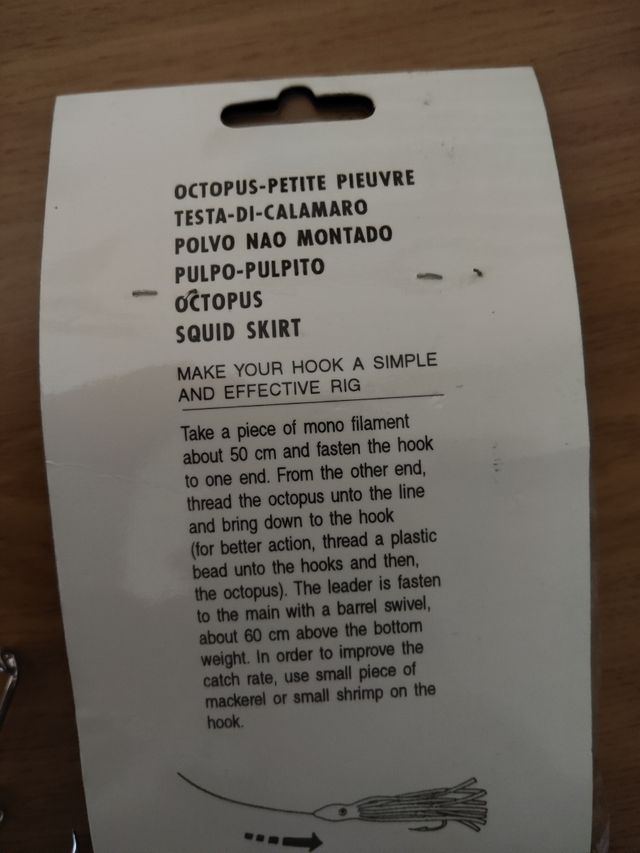 OCTOPUS-PETITE PIEUVRE
TESTA-DI-CALAMARO
POLVO NAO MONTADO
PULPO-PULPITO
OCTOPUS
SQUID SKIRT
MAKE YOUR HOOK A SIMPLE
AND EFFECTIVE RIG
Take a piece of mono filament
about 50 cm and fasten the hook
to one end. From the other end,
thread the octopus unto the line
and bring down to the hook
(for better action, thread a plastic
bead unto the hooks and then,
the octopus). The leader is fasten
to the main with a barrel swivel,
about 60 cm above the bottom
weight. In order to improve the
catch rate, use small piece of
mackerel or small shrimp on the
hook.